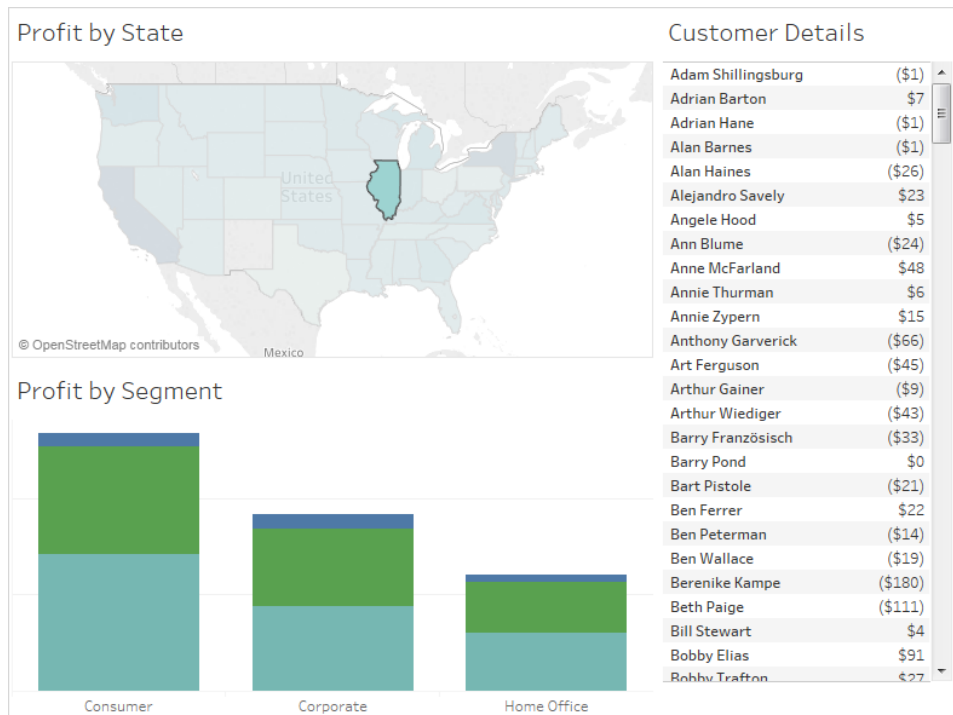 Profit by State
United
States
© OpenStreetMap contributors
Mexico
Profit by Segment
Consumer
Corporate
Home Office
Customer Details
Adam Shillingsburg ($1)
Adrian Barton $7
Adrian Hane ($1)
Alan Barnes ($1)
Alan Haines ($26)
Alejandro Savely $23
Angele Hood $5
Ann Blume ($24)
Anne McFarland $48
Annie Thurman $6
Annie Zypern $15
Anthony Garverick ($66)
Art Ferguson ($45)
Arthur Gainer ($9)
Arthur Wiediger ($43)
Barry Französisch ($33)
Barry Pond $0
Bart Pistole ($21)
Ben Ferrer $22
Ben Peterman ($14)
Ben Wallace ($19)
Berenike Kampe ($180)
Beth Paige ($111)
Bill Stewart $4
Bobby Elias $91
Bobby Trafton $27